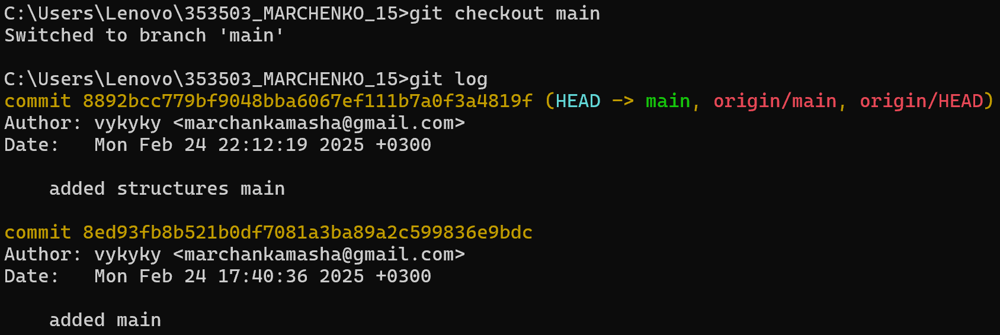 C:\Users\Lenovo\353503_MARCHENKO_15>git checkout main
Switched to branch 'main'
C:\Users\Lenovo\353503_MARCHENKO_15>git log
commit 8892bcc779bf9048bba6067ef111b7a0f3a4819f (HEAD -> main, origin/main, origin/HEAD)
Author: vykyky <marchankamasha@gmail.com>
Date:   Mon Feb 24 22:12:19 2025 +0300
    added structures main
commit 8ed93fb8b521b0df7081a3ba89a2c599836e9bdc
Author: vykyky <marchankamasha@gmail.com>
Date:   Mon Feb 24 17:40:36 2025 +0300
    added main